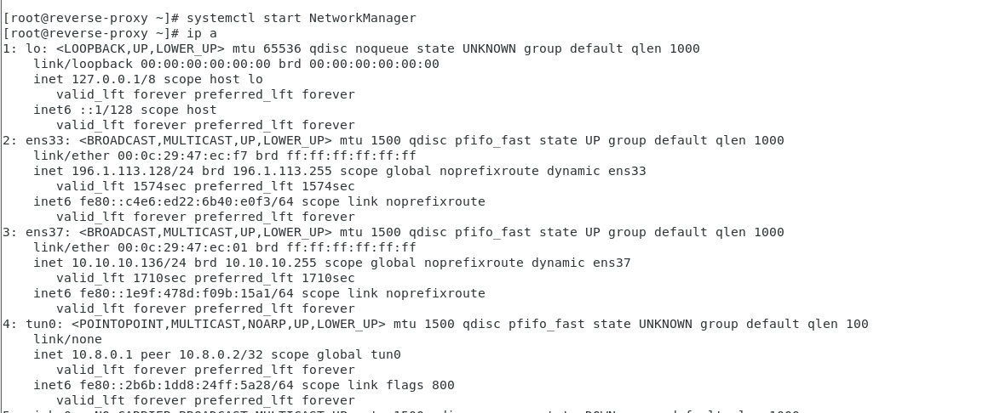 [root@reverse-proxy ~]# systemctl start NetworkManager
[root@reverse-proxy ~]# ip a
1: lo: <LOOPBACK,UP,LOWER_UP> mtu 65536 qdisc noqueue state UNKNOWN group default qlen 1000
    link/loopback 00:00:00:00:00:00 brd 00:00:00:00:00:00
    inet 127.0.0.1/8 scope host lo
       valid_lft forever preferred_lft forever
    inet6 ::1/128 scope host
       valid_lft forever preferred_lft forever
2: ens33: <BROADCAST,MULTICAST,UP,LOWER_UP> mtu 1500 qdisc pfifo_fast state UP group default qlen 1000
    link/ether 00:0c:29:47:ec:f7 brd ff:ff:ff:ff:ff:ff
    inet 196.1.113.128/24 brd 196.1.113.255 scope global noprefixroute dynamic ens33
       valid_lft 1574sec preferred_lft 1574sec
    inet6 fe80::c4e6:ed22:6b40:e0f3/64 scope link noprefixroute
       valid_lft forever preferred_lft forever
3: ens37: <BROADCAST,MULTICAST,UP,LOWER_UP> mtu 1500 qdisc pfifo_fast state UP group default qlen 1000
    link/ether 00:0c:29:47:ec:01 brd ff:ff:ff:ff:ff:ff
    inet 10.10.10.136/24 brd 10.10.10.255 scope global noprefixroute dynamic ens37
       valid_lft 1710sec preferred_lft 1710sec
    inet6 fe80::1e9f:478d:f09b:15a1/64 scope link noprefixroute
       valid_lft forever preferred_lft forever
4: tun0: <POINTOPOINT,MULTICAST,NOARP,UP,LOWER_UP> mtu 1500 qdisc pfifo_fast state UNKNOWN group default qlen 100
    link/none
    inet 10.8.0.1 peer 10.8.0.2/32 scope global tun0
       valid_lft forever preferred_lft forever
    inet6 fe80::2b6b:1dd8:24ff:5a28/64 scope link flags 800
       valid_lft forever preferred_lft forever